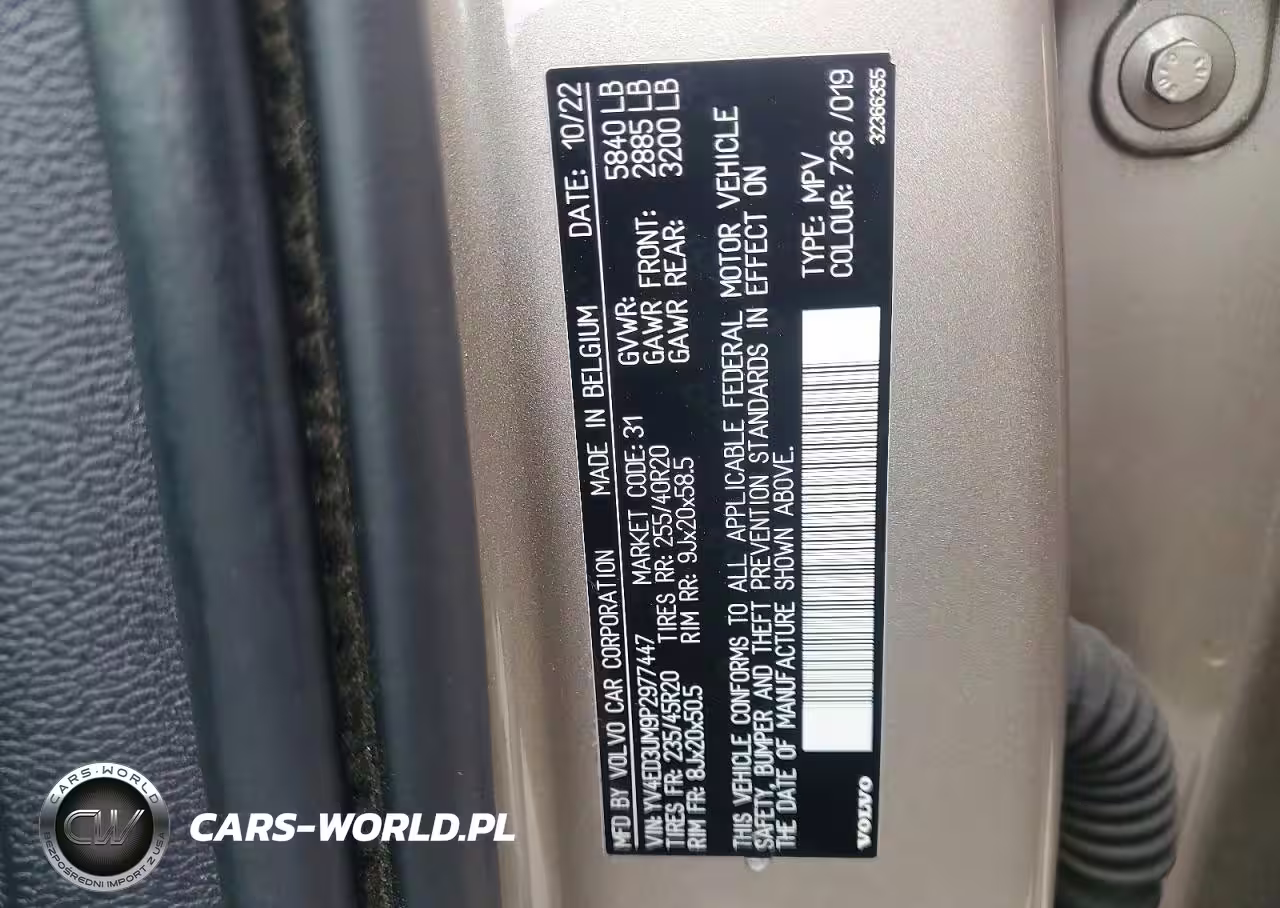 MFD BY VOLVO CAR CORPORATION MADE IN BELGIUM DATE: 10/22
VIN: YV4ED3UM9P2977447 MARKET CODE: 31 GVWR: 5840 LB
TIRES FR: 235/45R20 TIRES RR: 255/40R20 GAWR FRONT: 2885 LB
RIM FR: 8Jx20x50.5 RIM RR: 9Jx20x58.5 GAWR REAR: 3200 LB
THIS VEHICLE CONFORMS TO ALL APPLICABLE FEDERAL MOTOR VEHICLE
SAFETY, BUMPER AND THEFT PREVENTION STANDARDS IN EFFECT ON
THE DATE OF MANUFACTURE SHOWN ABOVE.
TYPE: MPV
COLOUR: 736 /019
VOLVO
32366355
CARS-WORLD
CW
BEZPOŚREDNI IMPORT Z USA
CARS-WORLD.PL